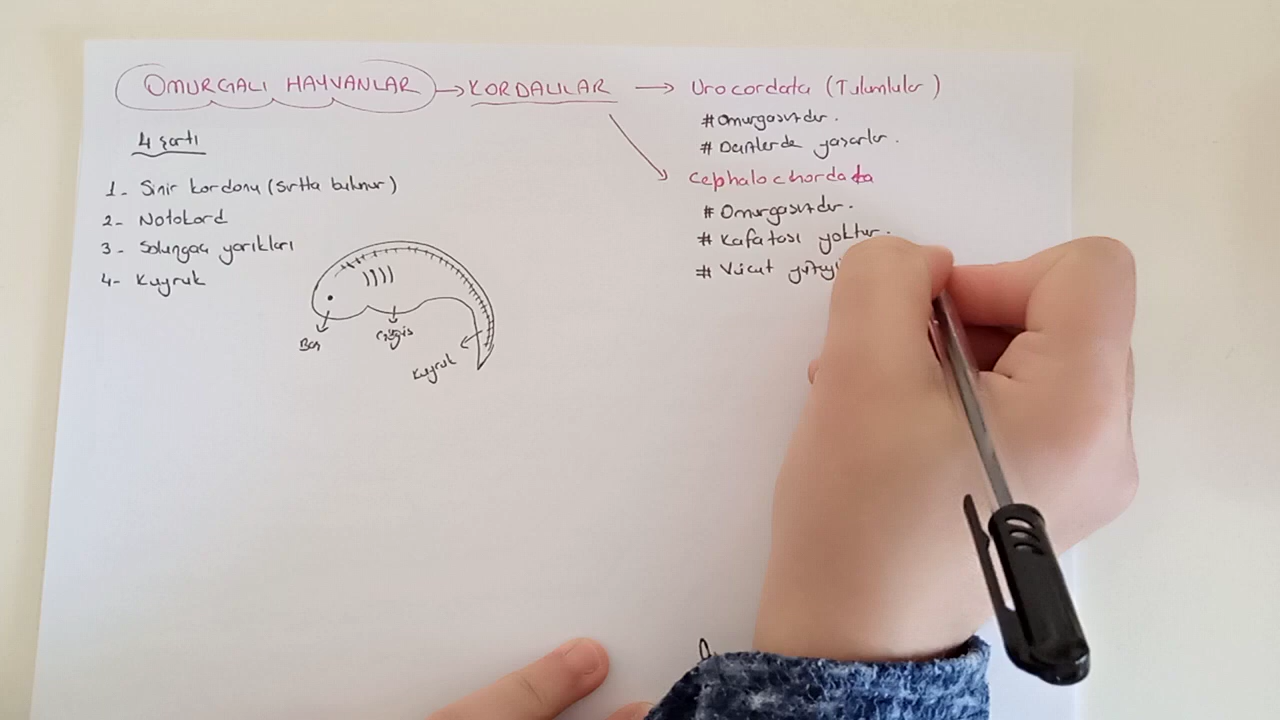 OMURGALI HAYVANLAR → KORDALILAR → Urocordata (Tulumlular)
# Omurgasızdır.
# Denizlerde yaşarlar.
4 şartı
Cephalochordata
1- Sinir kordonu (Sırtta bulunur)
# Omurgasızdır.
2- Notokord
# Kafatası yoktur.
3- Solungaç yarıkları
# Vücut
4- Kuyruk
Baş
Göğüs
Kuyruk